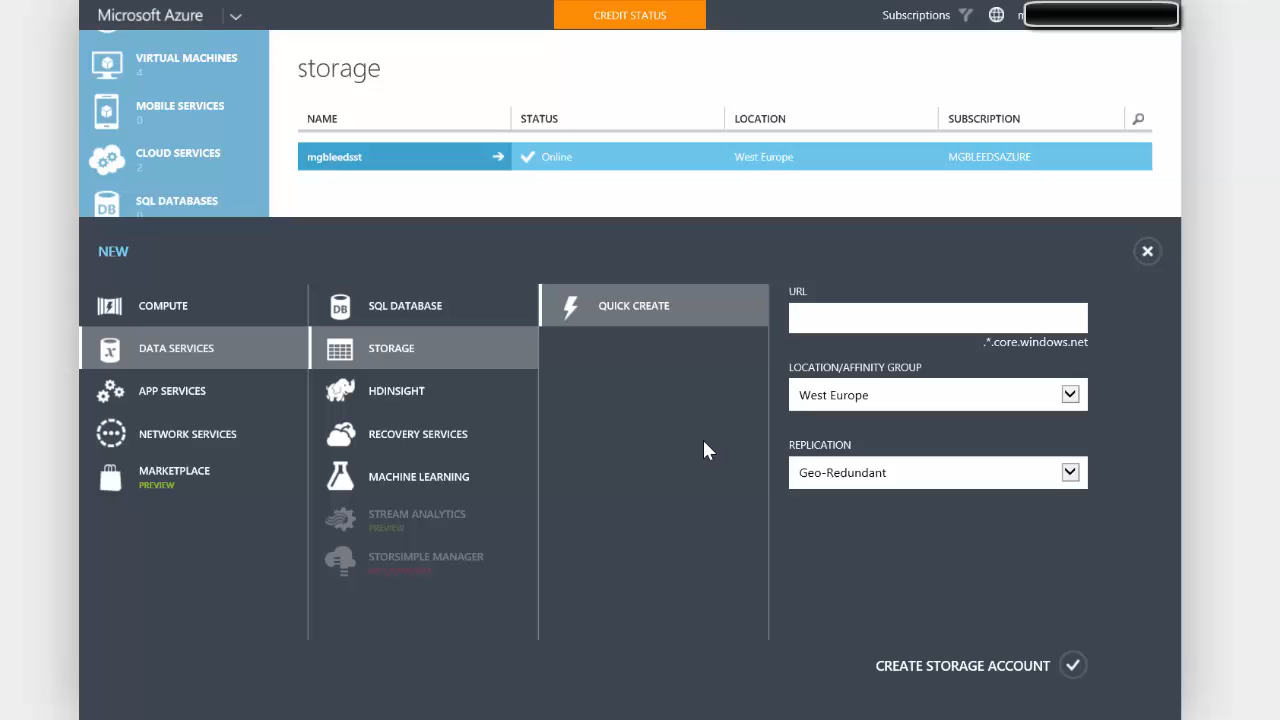 Microsoft Azure
CREDIT STATUS
Subscriptions
VIRTUAL MACHINES
4
MOBILE SERVICES
0
CLOUD SERVICES
2
SQL DATABASES
storage
NAME STATUS LOCATION SUBSCRIPTION
mgbleedsst Online West Europe MGBLEEDSAZURE
NEW
COMPUTE
DATA SERVICES
APP SERVICES
NETWORK SERVICES
MARKETPLACE
PREVIEW
DB SQL DATABASE
STORAGE
HDINSIGHT
RECOVERY SERVICES
MACHINE LEARNING
STREAM ANALYTICS
PREVIEW
STORSIMPLE MANAGER
QUICK CREATE
URL
.*.core.windows.net
LOCATION/AFFINITY GROUP
West Europe
REPLICATION
Geo-Redundant
CREATE STORAGE ACCOUNT